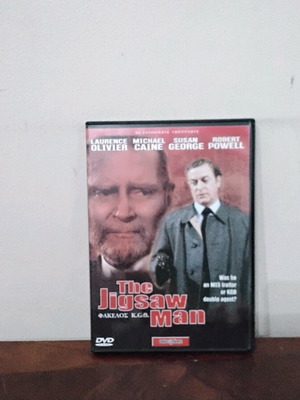 LAURENCE MICHAEL SUSAN ROBERT
OLIVIER CAINE GEORGE POWELL
The
Jigsaw
Man
ΦΑΚΕΛΟΣ K.G.B.
Was he
an MI5 traitor
or KGB
double agent?
DVD